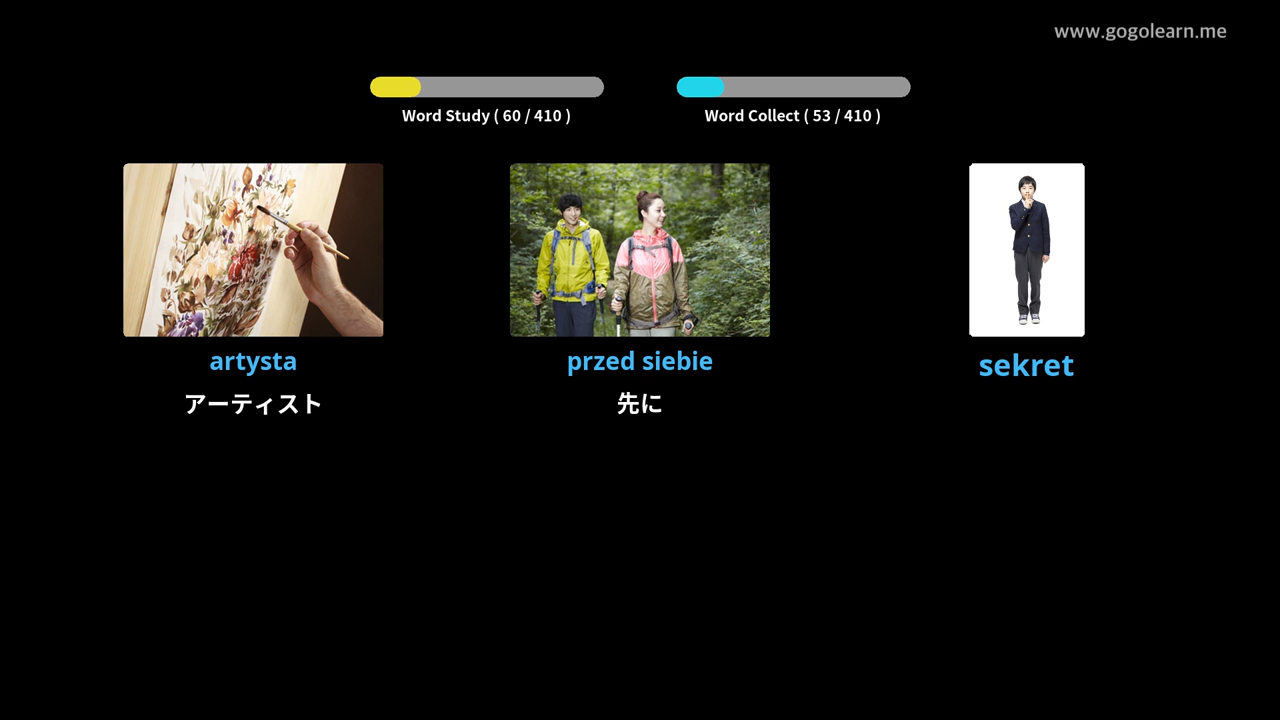 www.gogolearn.me
Word Study ( 60 / 410 )
Word Collect ( 53 / 410 )
artysta
przed siebie
sekret
アーティスト
先に